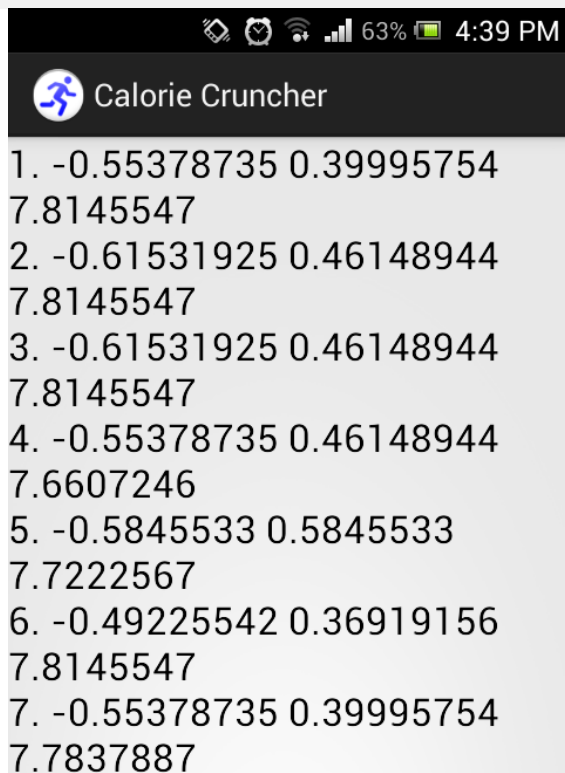 63% 4:39 PM
Calorie Cruncher
1. -0.55378735 0.39995754
7.8145547
2. -0.61531925 0.46148944
7.8145547
3. -0.61531925 0.46148944
7.8145547
4. -0.55378735 0.46148944
7.6607246
5. -0.5845533 0.5845533
7.7222567
6. -0.49225542 0.36919156
7.8145547
7. -0.55378735 0.39995754
7.7837887